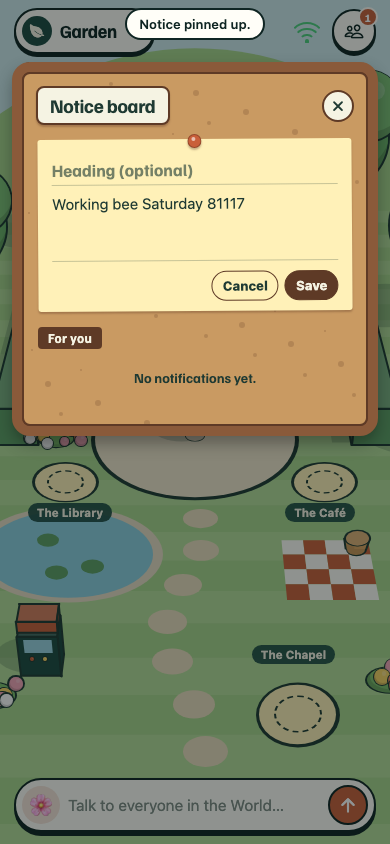 Garden
Notice pinned up.
1
Notice board
Heading (optional)
Working bee Saturday 81117
Cancel
Save
For you
No notifications yet.
The Library
The Café
The Chapel
Talk to everyone in the World...